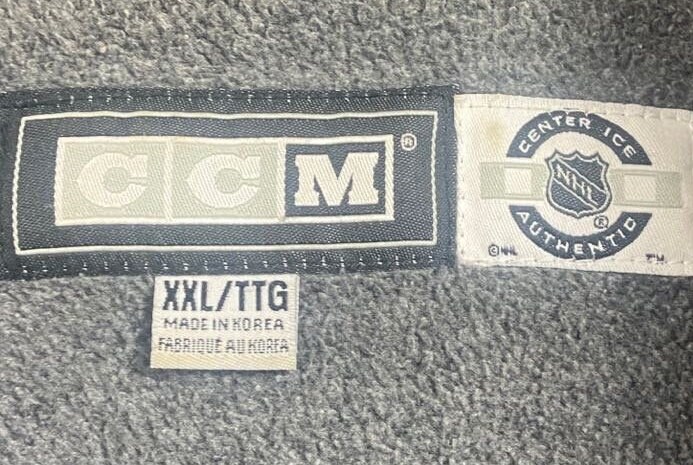 CCM®
CENTER ICE
NHL
®
AUTHENTIC
©NHL
TM
XXL/TTG
MADE IN KOREA
FABRIQUÉ AU KOREA